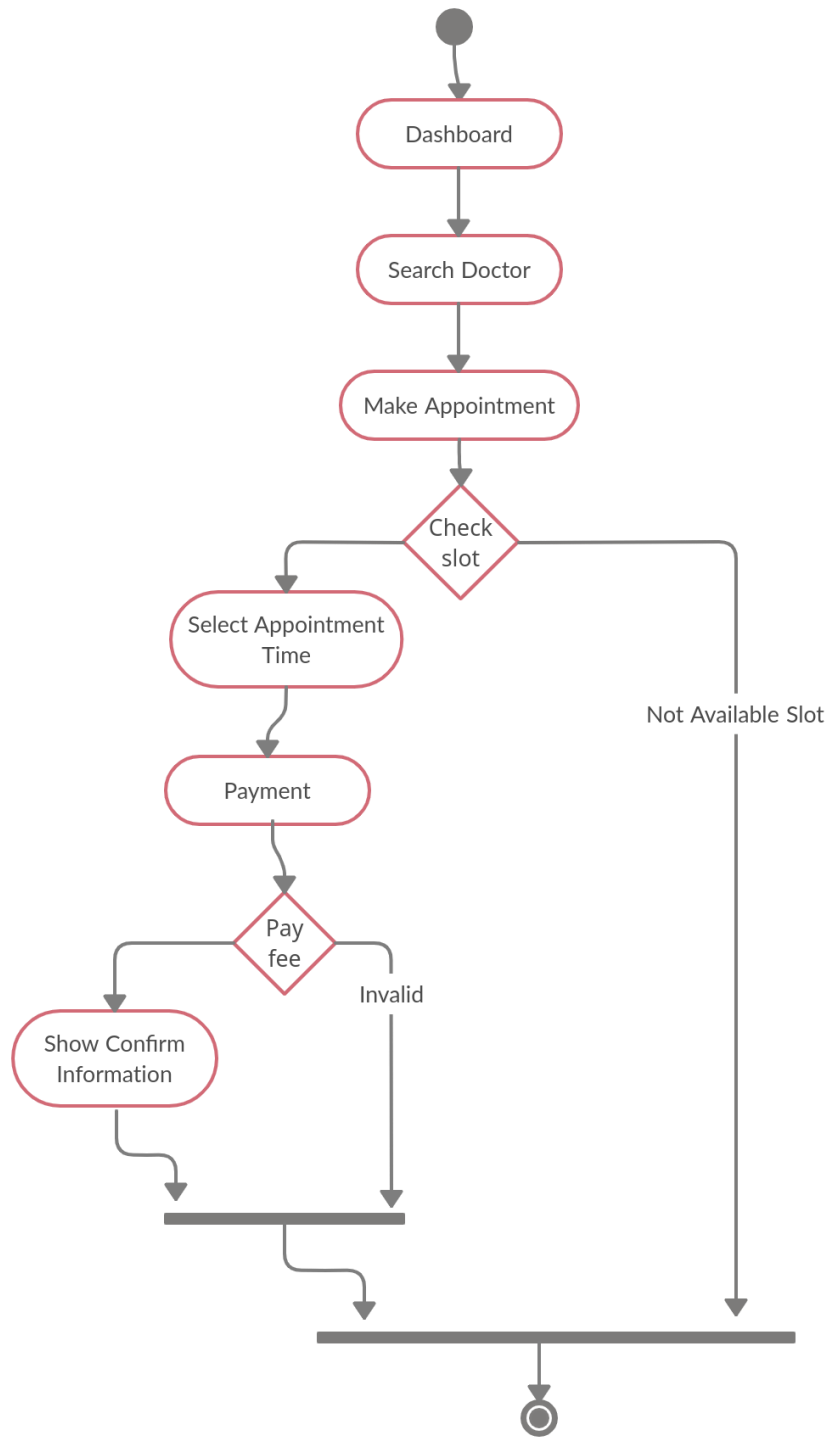 Dashboard
Search Doctor
Make Appointment
Check
slot
Select Appointment
Time
Not Available Slot
Payment
Pay
fee
Invalid
Show Confirm
Information